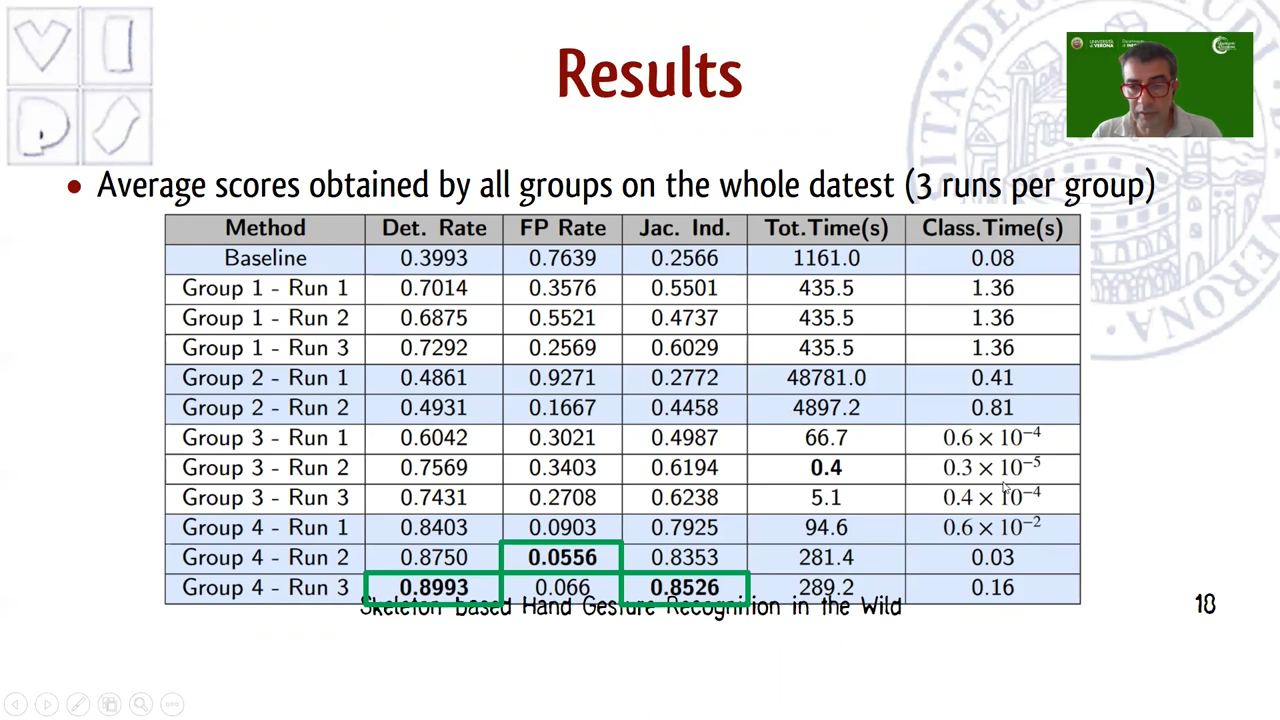 Results
UNIVERSITÀ
di VERONA
• Average scores obtained by all groups on the whole datest (3 runs per group)
Method Det. Rate FP Rate Jac. Ind. Tot.Time(s) Class.Time(s)
Baseline 0.3993 0.7639 0.2566 1161.0 0.08
Group 1 - Run 1 0.7014 0.3576 0.5501 435.5 1.36
Group 1 - Run 2 0.6875 0.5521 0.4737 435.5 1.36
Group 1 - Run 3 0.7292 0.2569 0.6029 435.5 1.36
Group 2 - Run 1 0.4861 0.9271 0.2772 48781.0 0.41
Group 2 - Run 2 0.4931 0.1667 0.4458 4897.2 0.81
Group 3 - Run 1 0.6042 0.3021 0.4987 66.7 0.6 × 10⁻⁴
Group 3 - Run 2 0.7569 0.3403 0.6194 0.4 0.3 × 10⁻⁵
Group 3 - Run 3 0.7431 0.2708 0.6238 5.1 0.4 × 10⁻⁴
Group 4 - Run 1 0.8403 0.0903 0.7925 94.6 0.6 × 10⁻²
Group 4 - Run 2 0.8750 0.0556 0.8353 281.4 0.03
Group 4 - Run 3 0.8993 0.066 0.8526 289.2 0.16
Skeleton-based Hand Gesture Recognition in the Wild
18